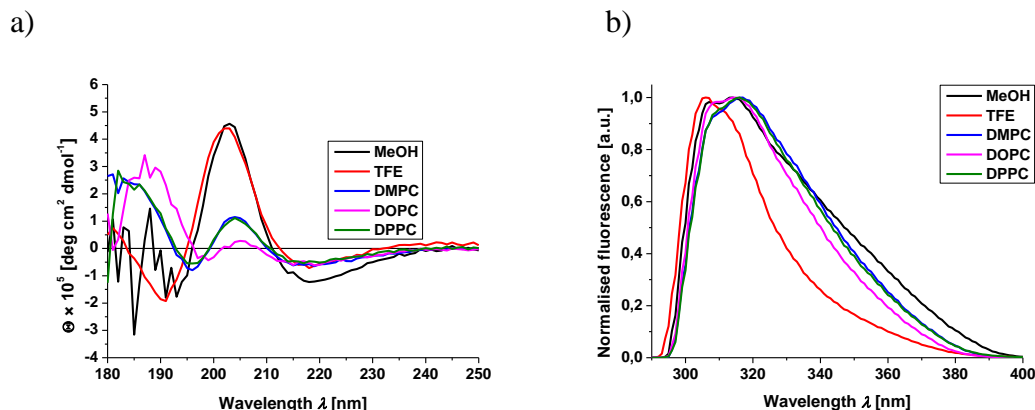 a)
b)
6
5
4
3
2
1
0
-1
-2
-3
-4
Θ × 10⁵ [deg cm² dmol⁻¹]
180 190 200 210 220 230 240 250
Wavelength λ [nm]
MeOH
TFE
DMPC
DOPC
DPPC
1,0
0,8
0,6
0,4
0,2
0,0
Normalised fluorescence [a.u.]
300 320 340 360 380 400
Wavelength λ [nm]
MeOH
TFE
DMPC
DOPC
DPPC